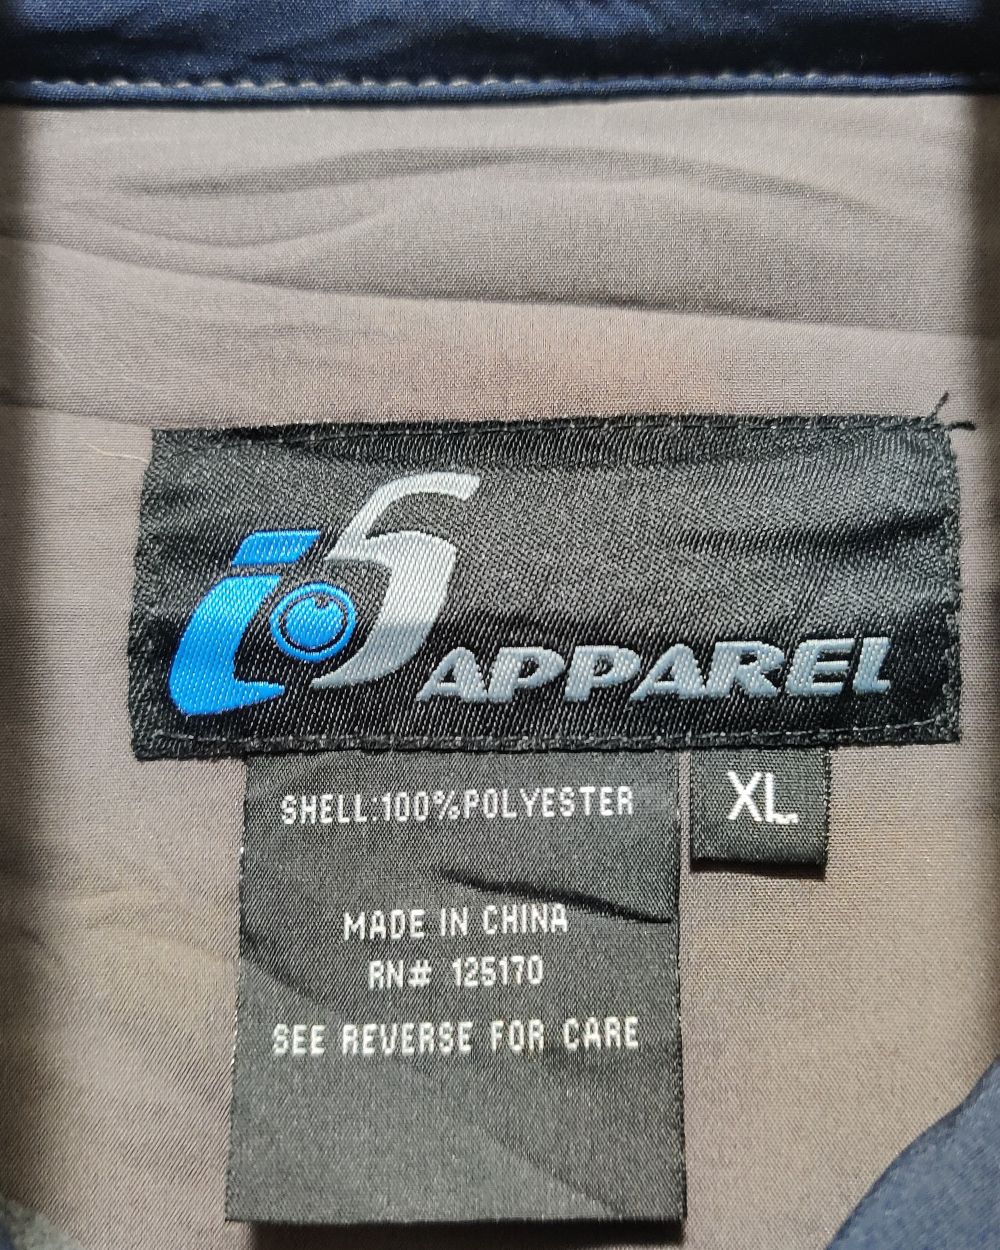 i5 APPAREL
SHELL:100%POLYESTER
XL
MADE IN CHINA
RN# 125170
SEE REVERSE FOR CARE